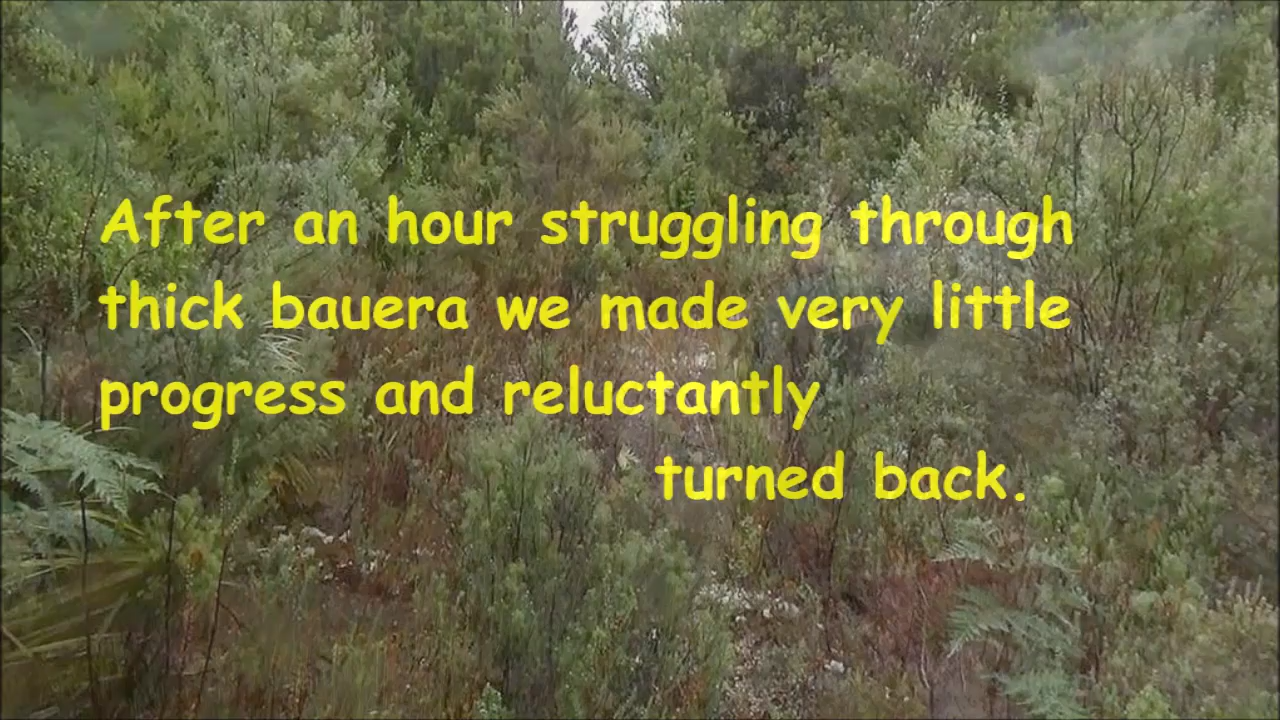 After an hour struggling through
thick bauera we made very little
progress and reluctantly
turned back.